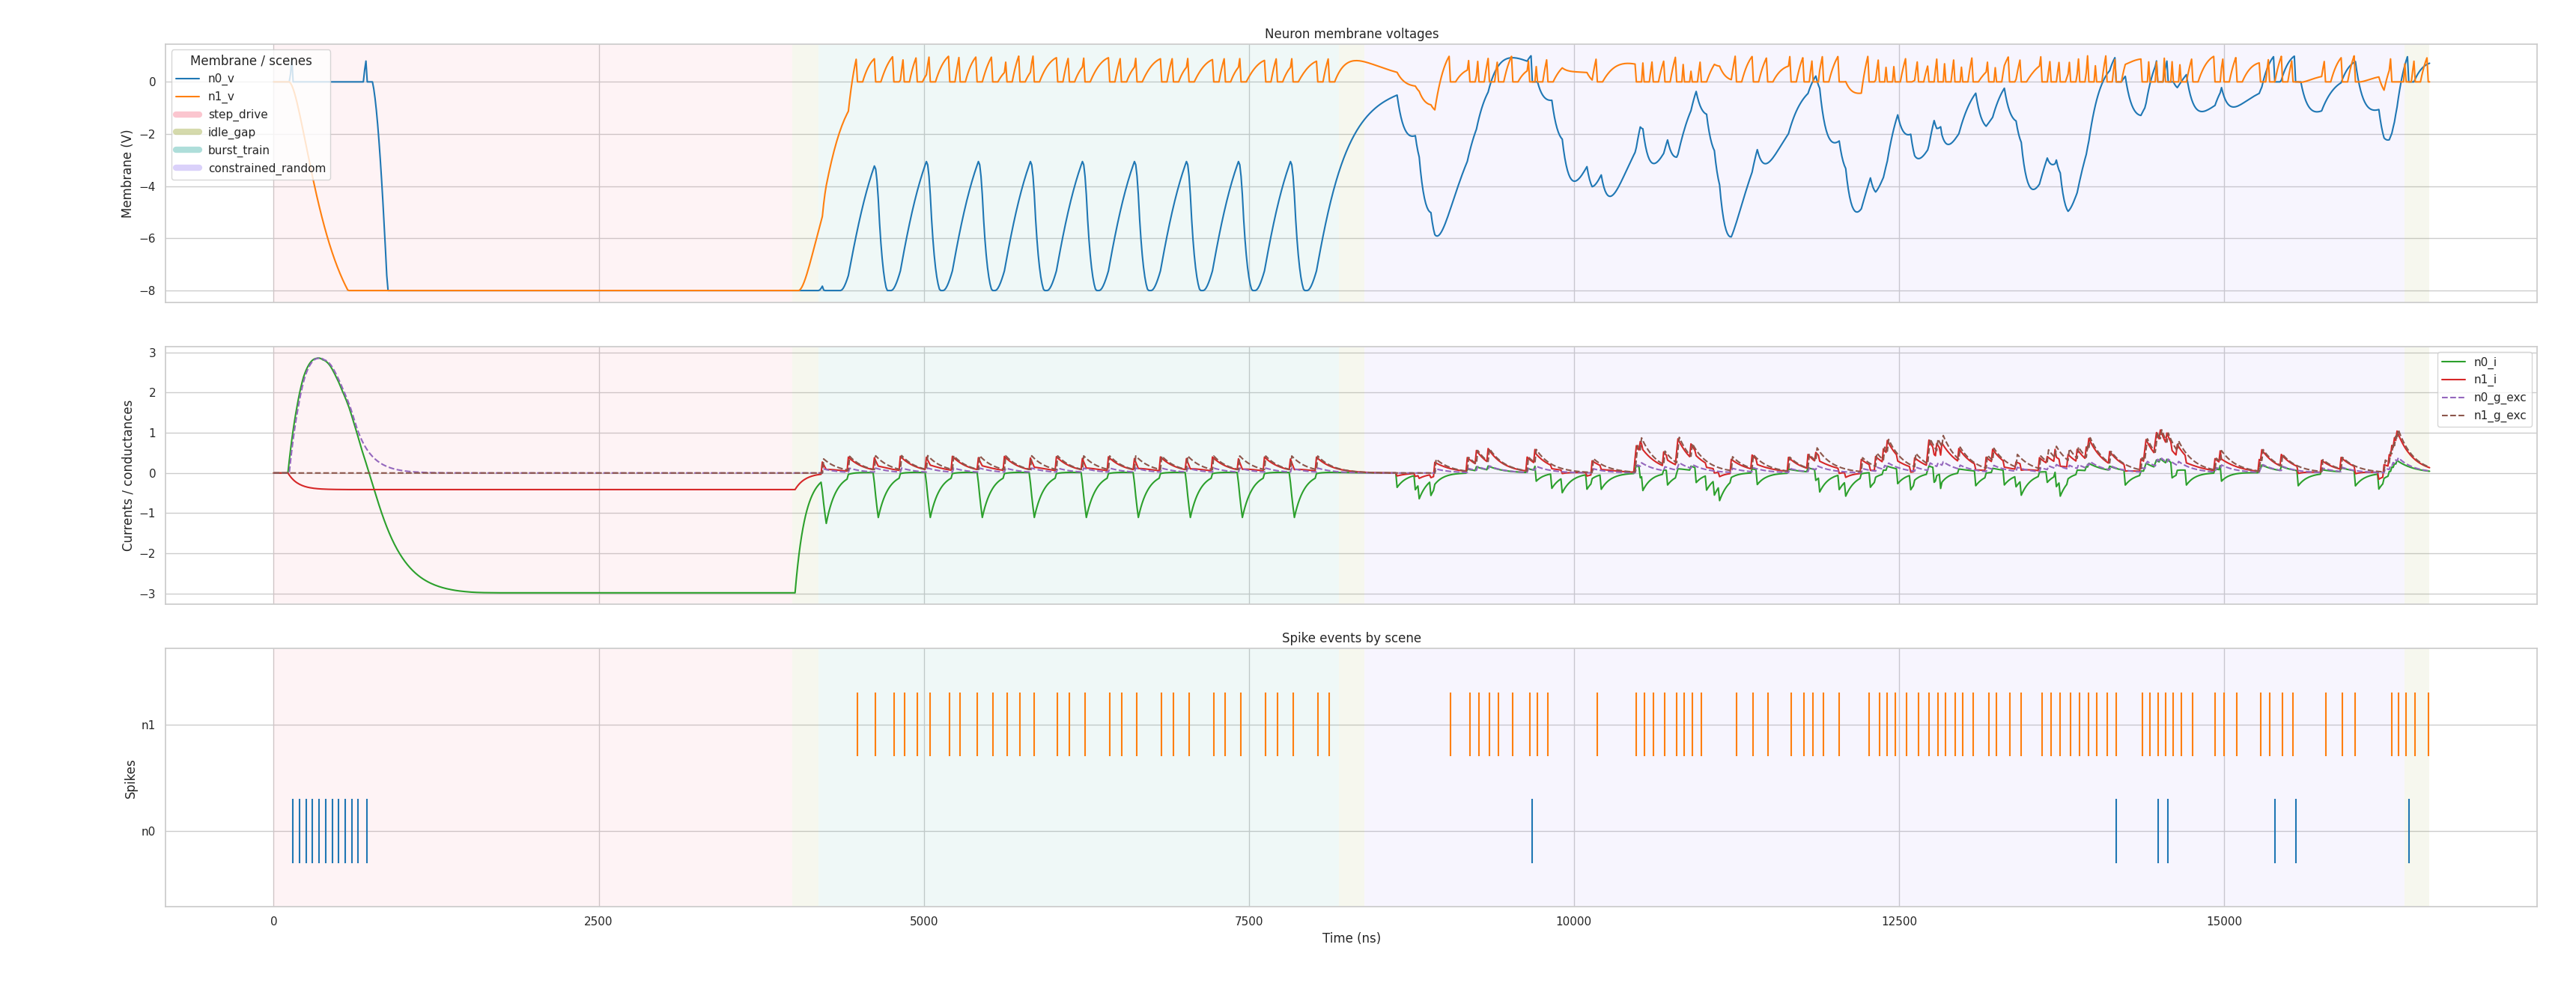 Neuron membrane voltages
Membrane (V)
0
−2
−4
−6
−8
Membrane / scenes
n0_v
n1_v
step_drive
idle_gap
burst_train
constrained_random
Currents / conductances
3
2
1
0
−1
−2
−3
n0_i
n1_i
n0_g_exc
n1_g_exc
Spike events by scene
Spikes
n1
n0
0 2500 5000 7500 10000 12500 15000
Time (ns)